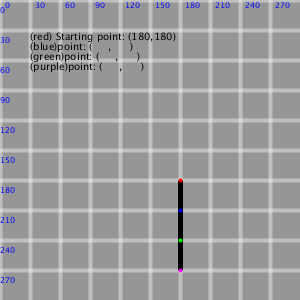 0 30 60 90 120 150 180 210 240 270
0
30
(red) Starting point: (180,180)
(blue)point: ( , )
(green)point: ( , )
(purple)point: ( , )
60
90
120
150
180
210
240
270